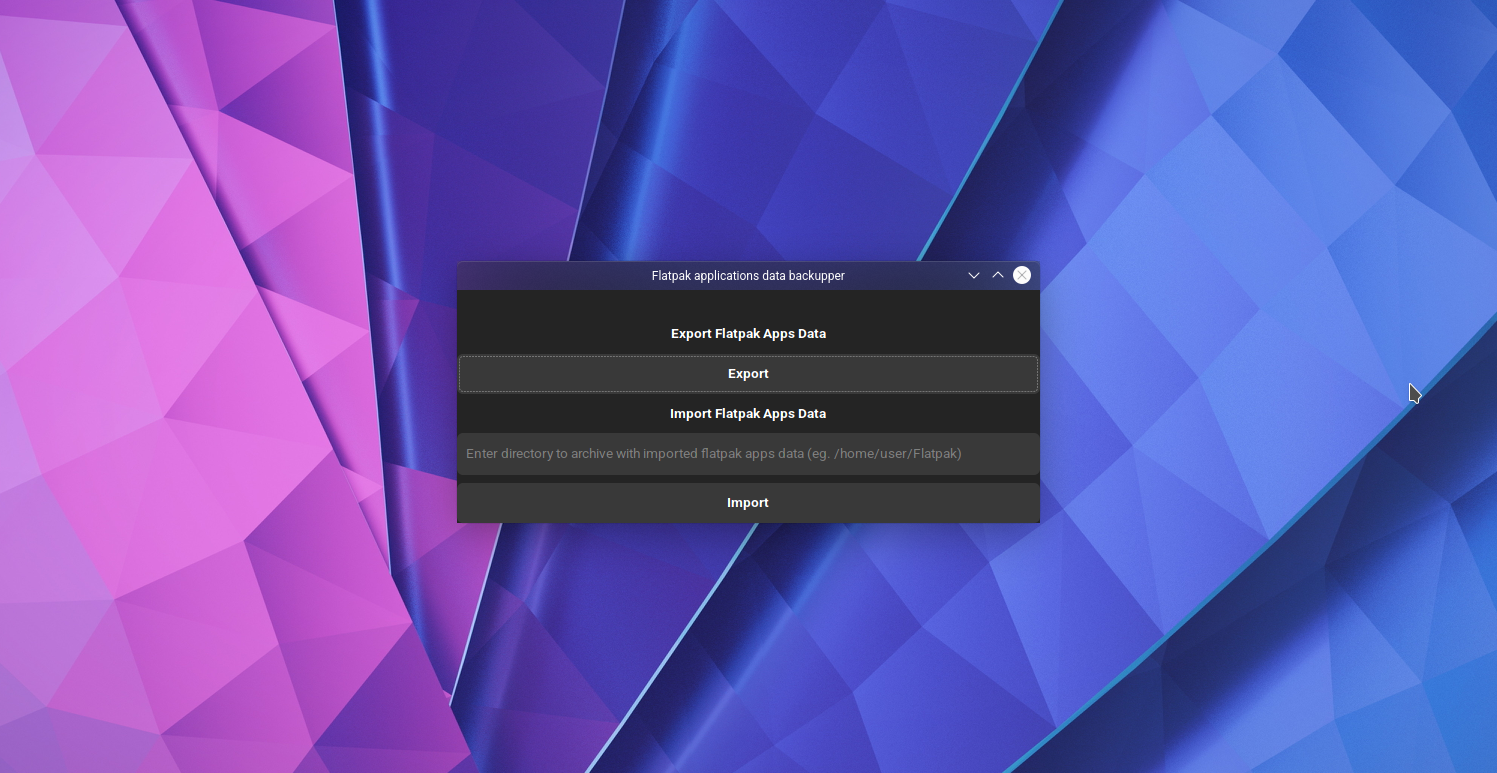 Flatpak applications data backupper
Export Flatpak Apps Data
Export
Import Flatpak Apps Data
Enter directory to archive with imported flatpak apps data (eg. /home/user/Flatpak)
Import